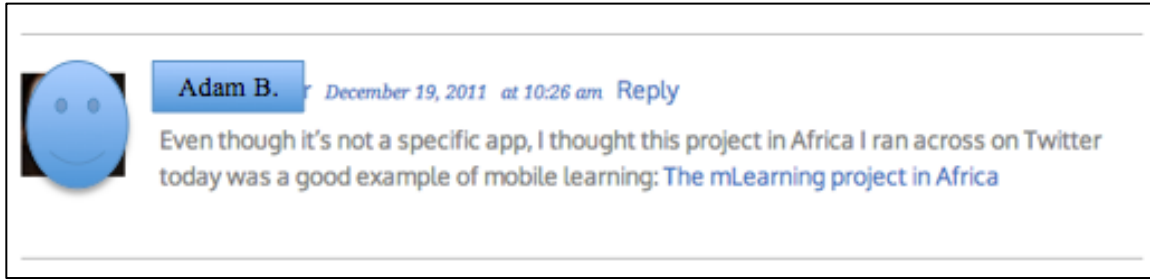 Adam B. r December 19, 2011 at 10:26 am Reply
Even though it's not a specific app, I thought this project in Africa I ran across on Twitter
today was a good example of mobile learning: The mLearning project in Africa